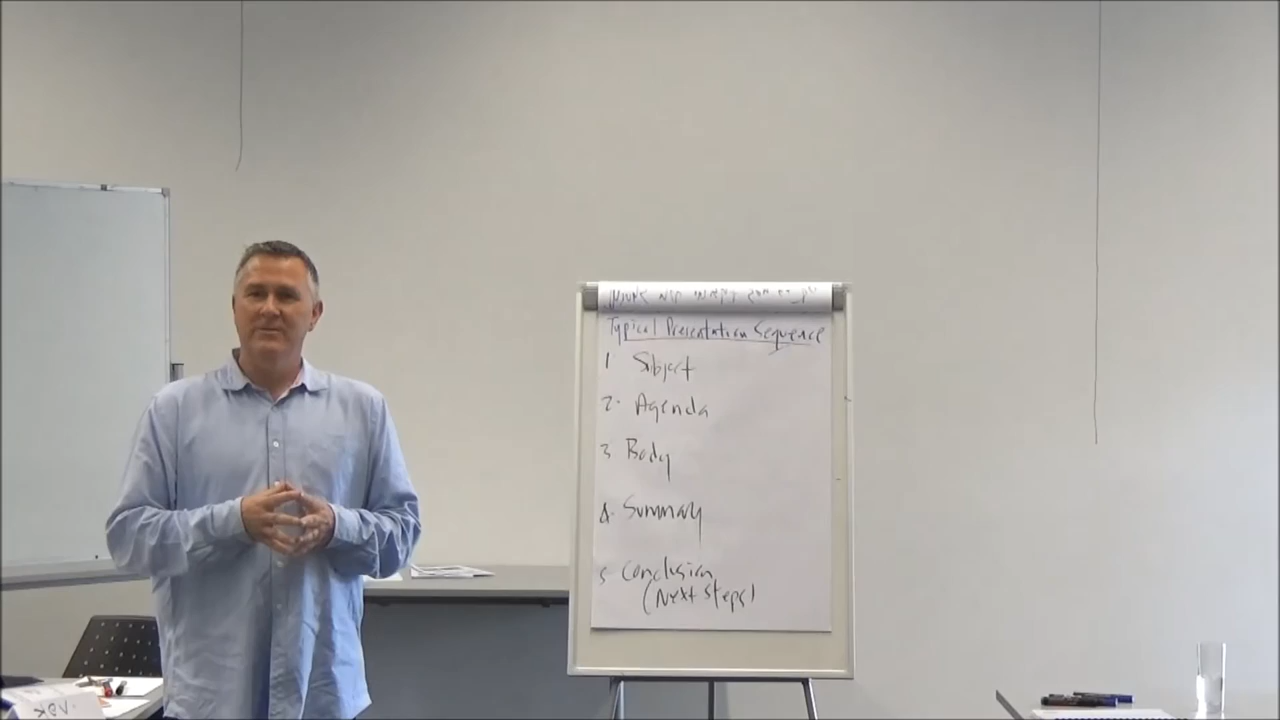 Typical Presentation Sequence
1 Subject
2. Agenda
3 Body
4. Summary
5 Conclusion
(Next Steps)